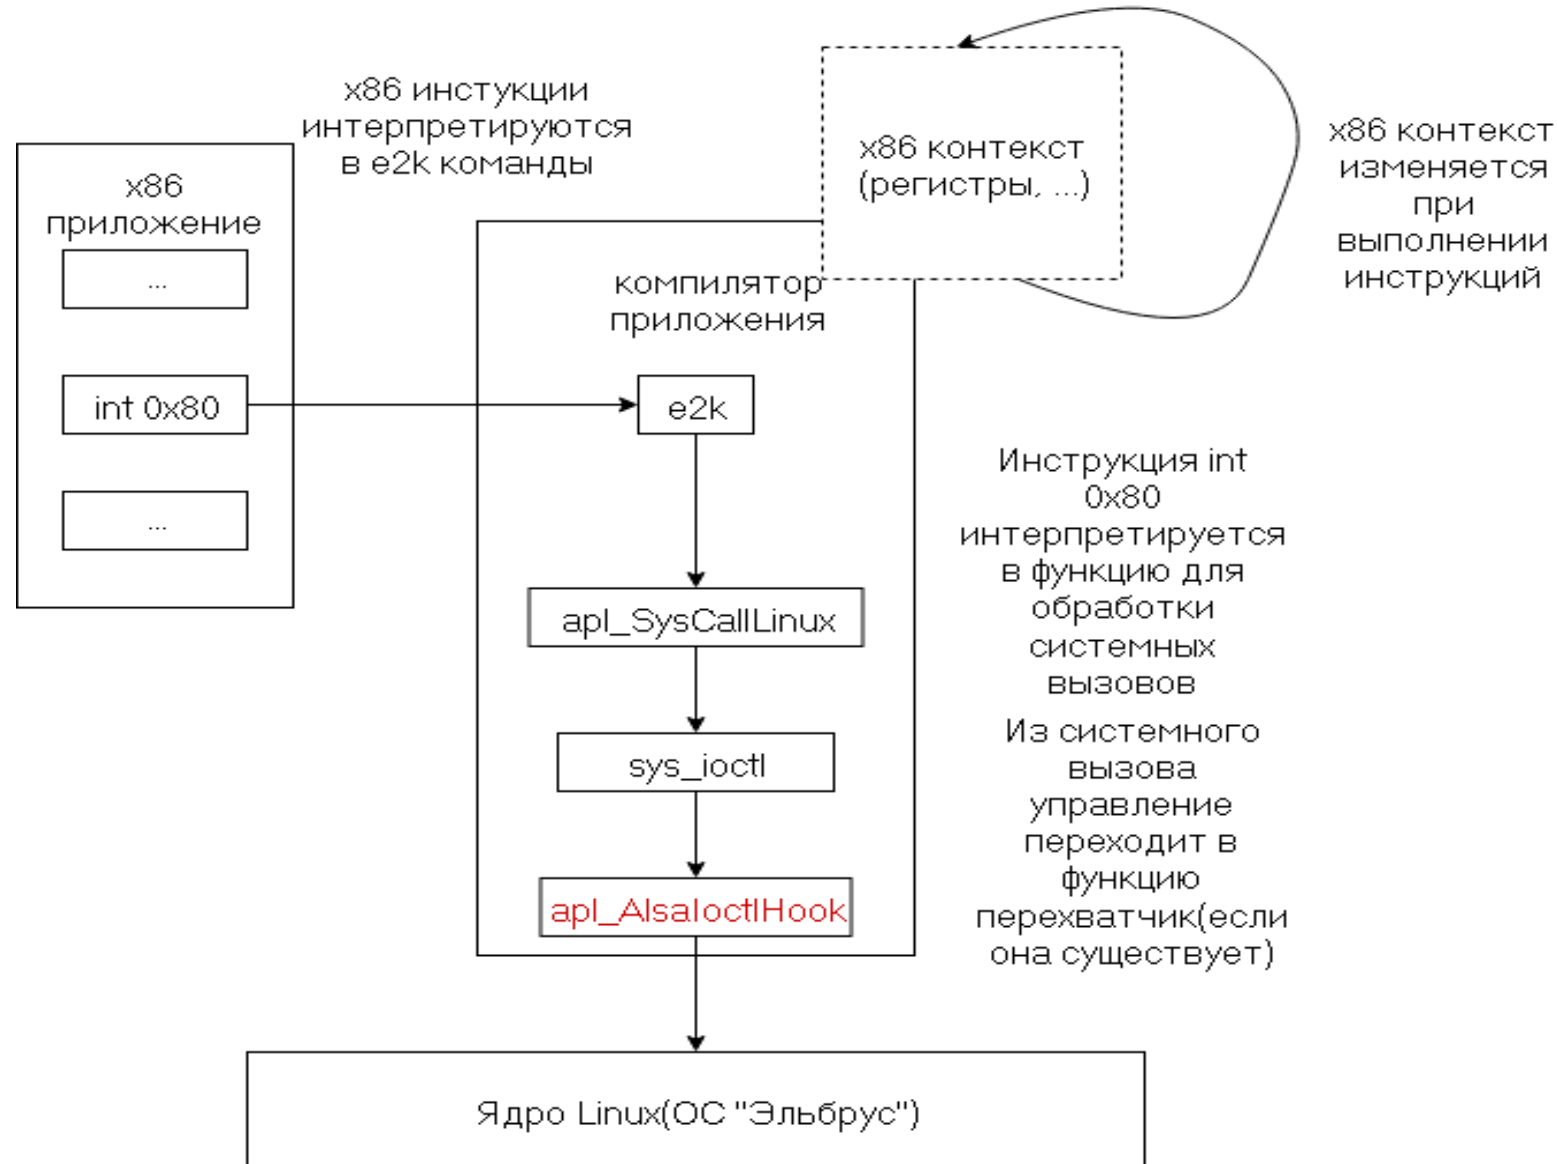 x86 инстукции
интерпретируются
в e2k команды
x86
приложение
...
int 0x80
...
x86 контекст
(регистры, ...)
x86 контекст
изменяется
при
выполнении
инструкций
компилятор
приложения
e2k
apl_SysCallLinux
sys_ioctl
apl_AlsaIoctlHook
Инструкция int
0x80
интерпретируется
в функцию для
обработки
системных
вызовов
Из системного
вызова
управление
переходит в
функцию
перехватчик(если
она существует)
Ядро Linux(ОС "Эльбрус")